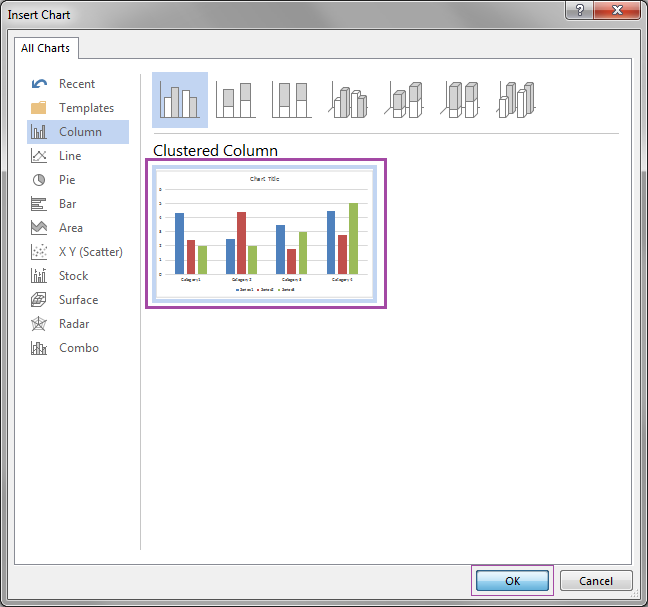 Insert Chart
All Charts
Recent
Templates
Column
Line
Pie
Bar
Area
X Y (Scatter)
Stock
Surface
Radar
Combo
Clustered Column
Chart Title
6
5
4
3
2
1
0
Category 1 Category 2 Category 3 Category 4
Series1 Series2 Series3
OK Cancel